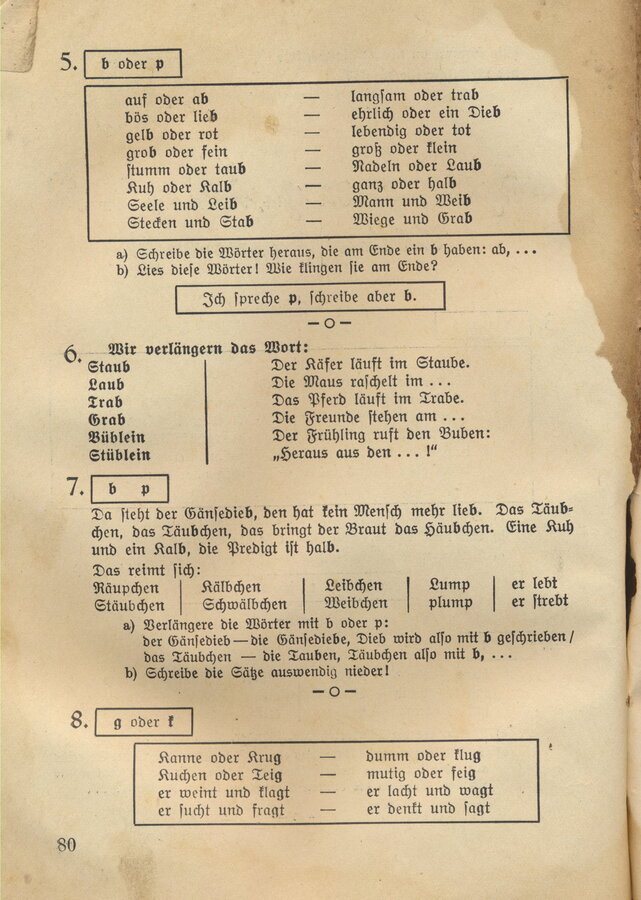 5. b oder p
auf oder ab — langsam oder trab
bös oder lieb — ehrlich oder ein Dieb
gelb oder rot — lebendig oder tot
grob oder fein — groß oder klein
stumm oder taub — Nadeln oder Laub
Kuh oder Kalb — ganz oder halb
Seele und Leib — Mann und Weib
Stecken und Stab — Wiege und Grab
a) Schreibe die Wörter heraus, die am Ende ein b haben: ab, ...
b) Lies diese Wörter! Wie klingen sie am Ende?
Ich spreche p, schreibe aber b.
—o—
6. Wir verlängern das Wort:
Staub Der Käfer läuft im Staube.
Laub Die Maus raschelt im ...
Trab Das Pferd läuft im Trabe.
Grab Die Freunde stehen am ...
Büblein Der Frühling ruft den Buben:
Stüblein „Heraus aus den ... !“
7. b p
Da steht der Gänsedieb, den hat kein Mensch mehr lieb. Das Täub-
chen, das Täubchen, das bringt der Braut das Häubchen. Eine Kuh
und ein Kalb, die Predigt ist halb.
Das reimt sich:
Räupchen | Kälbchen | Leibchen | Lump | er lebt
Stäubchen | Schwälbchen | Weibchen | plump | er strebt
a) Verlängere die Wörter mit b oder p:
der Gänsedieb — die Gänsediebe, Dieb wird also mit b geschrieben /
das Täubchen — die Tauben, Täubchen also mit b, ...
b) Schreibe die Sätze auswendig nieder!
—o—
8. g oder k
Kanne oder Krug — dumm oder klug
Kuchen oder Teig — mutig oder feig
er weint und klagt — er lacht und wagt
er sucht und fragt — er denkt und sagt
80